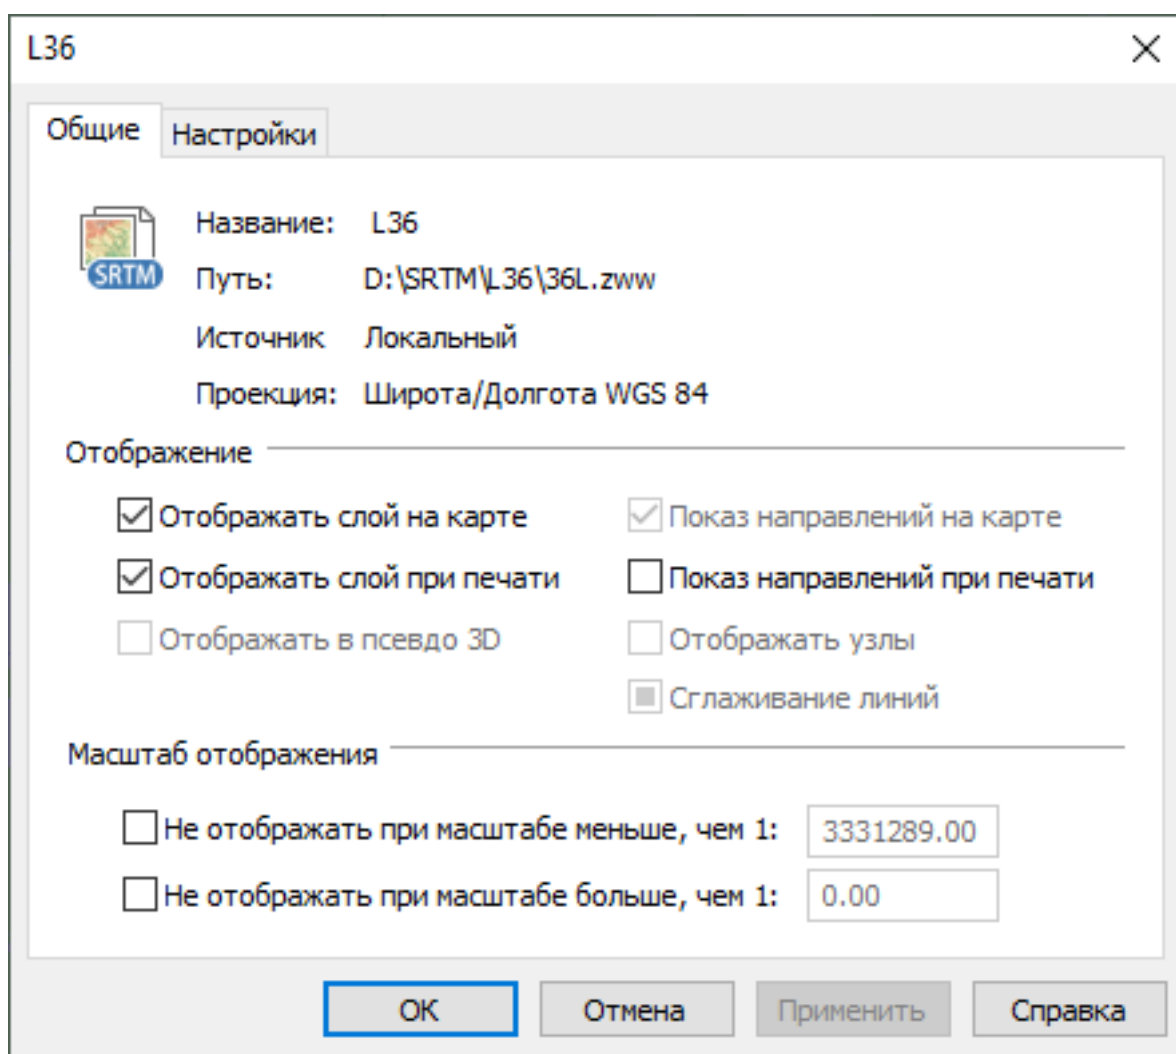 L36
Общие Настройки
SRTM
Название: L36
Путь: D:\SRTM\L36\36L.zww
Источник Локальный
Проекция: Широта/Долгота WGS 84
Отображение
Отображать слой на карте Показ направлений на карте
Отображать слой при печати Показ направлений при печати
Отображать в псевдо 3D Отображать узлы
Сглаживание линий
Масштаб отображения
Не отображать при масштабе меньше, чем 1: 3331289.00
Не отображать при масштабе больше, чем 1: 0.00
ОК Отмена Применить Справка